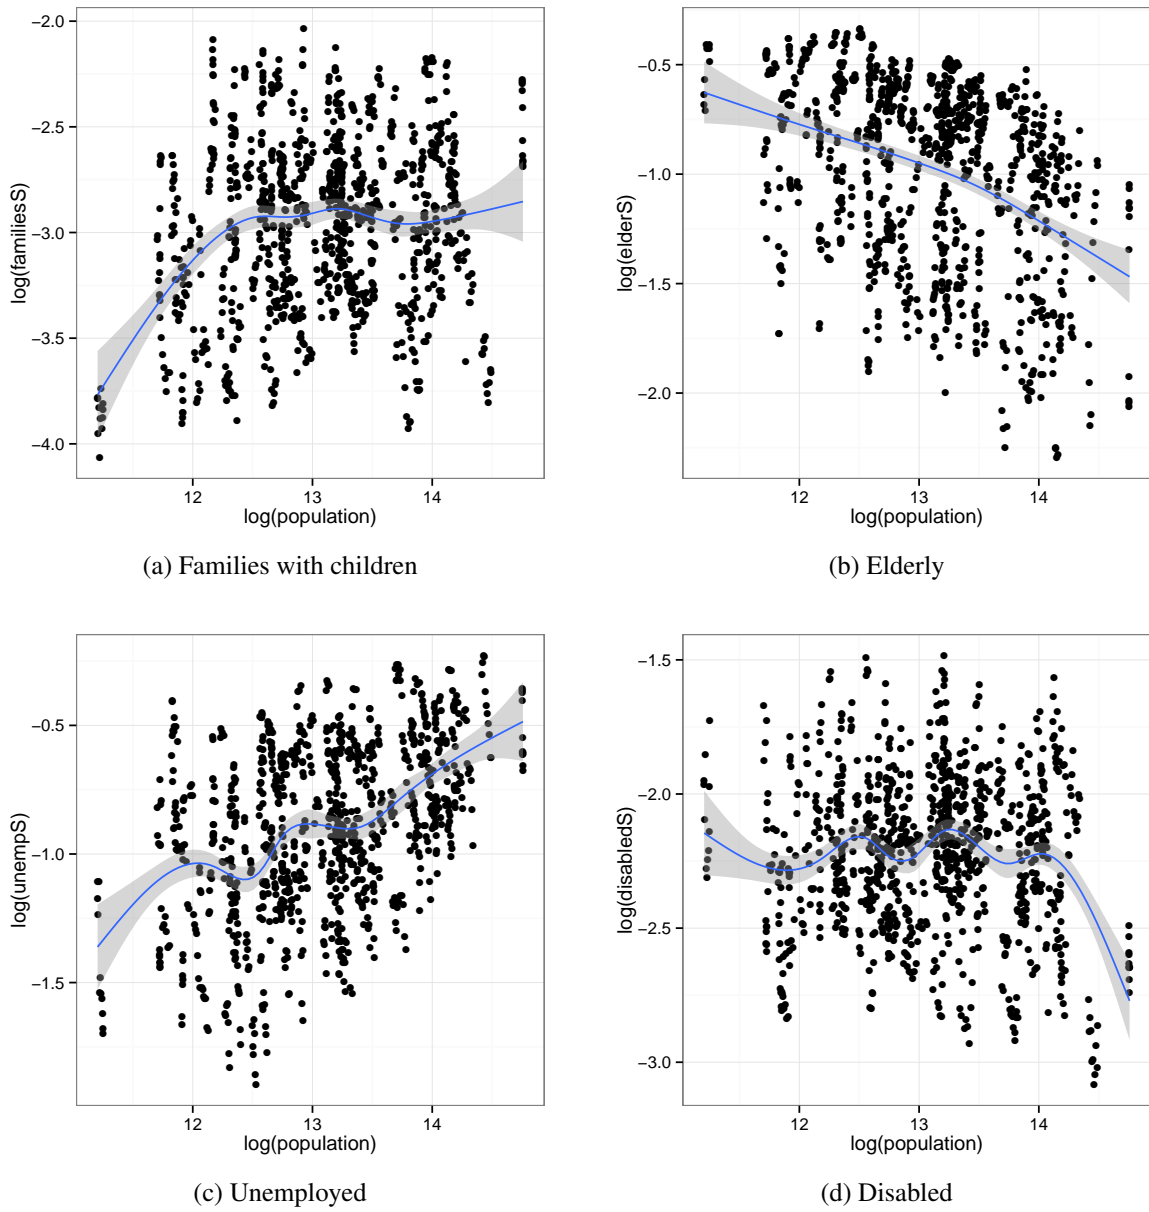 −2.0
−2.5
−3.0
−3.5
−4.0
log(familiesS)
12 13 14
log(population)
(a) Families with children
−0.5
−1.0
−1.5
−2.0
log(elderS)
12 13 14
log(population)
(b) Elderly
−0.5
−1.0
−1.5
log(unempS)
12 13 14
log(population)
(c) Unemployed
−1.5
−2.0
−2.5
−3.0
log(disabledS)
12 13 14
log(population)
(d) Disabled